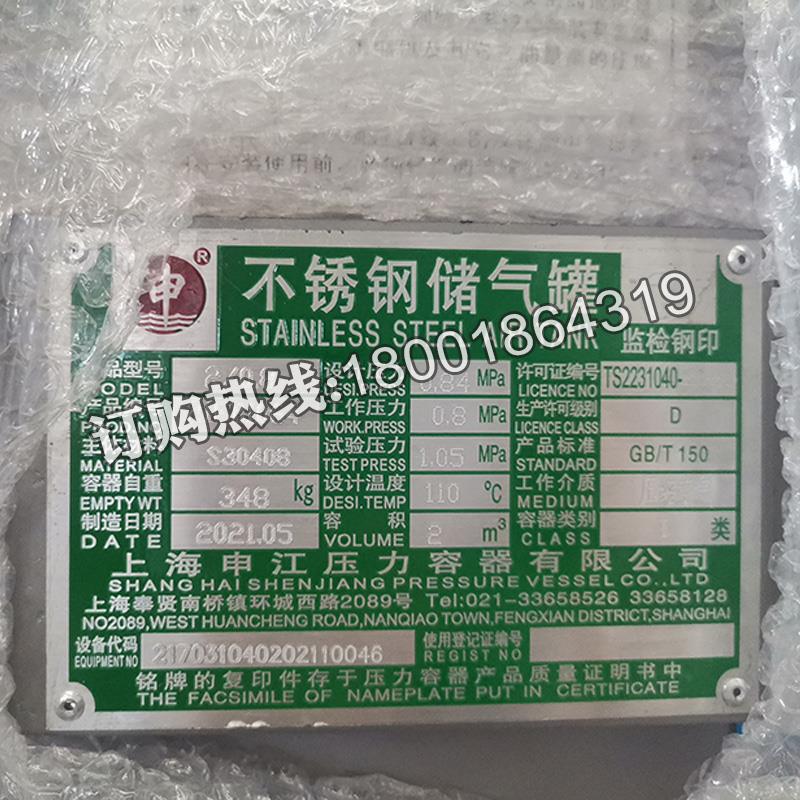 装使用前
申®
不锈钢储气罐
STAINLESS STEEL 监检钢印
订购热线:18001864319
产品型号 设计压力 0.84 MPa 许可证编号 TS2231040-
MODEL DESI.PRESS LICENCE NO
工作压力 0.8 MPa 生产许可级别 D
WORK.PRESS LICENCE CLASS
S30408 试验压力 1.05 MPa 产品标准 GB/T 150
MATERIAL TEST PRESS STANDARD
容器自重 348 kg 设计温度 110 ℃ 工作介质
EMPTY WT DESI.TEMP MEDIUM
制造日期 2021.05 容积 2 m³ 容器类别 类
DATE VOLUME CLASS
上海申江压力容器有限公司
SHANG HAI SHENJIANG PRESSURE VESSEL CO.,LTD
上海奉贤南桥镇环城西路2089号 Tel:021-33658526 33658128
NO2089,WEST HUANCHENG ROAD,NANQIAO TOWN,FENGXIAN DISTRICT,SHANGHAI
设备代码 217031040202110046 使用登记证编号
EQUIPMENT NO REGIST NO
铭牌的复印件存于压力容器产品质量证明书中
THE FACSIMILE OF NAMEPLATE PUT IN CERTIFICATE